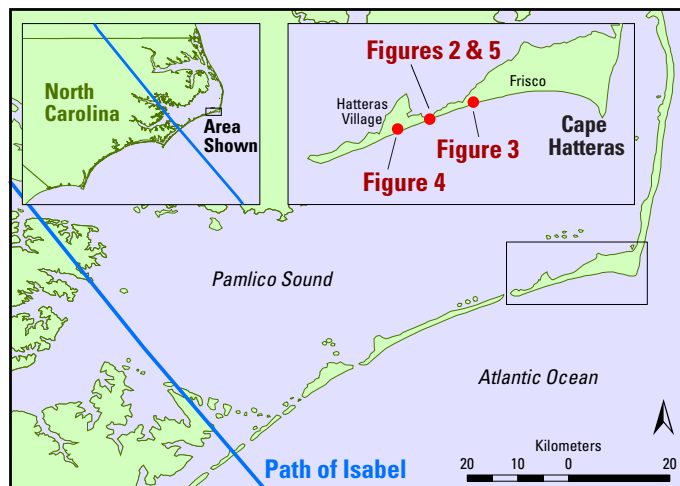 North
Carolina
Area
Shown
Figures 2 & 5
Frisco
Hatteras
Village
Cape
Hatteras
Figure 3
Figure 4
Pamlico Sound
Atlantic Ocean
Path of Isabel
Kilometers
20 10 0 20